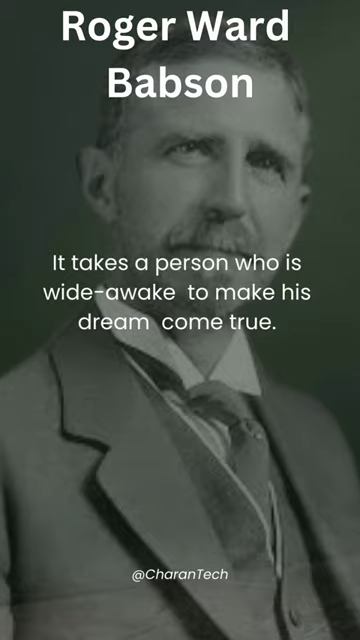 Roger Ward
Babson
It takes a person who is
wide-awake to make his
dream come true.
@CharanTech